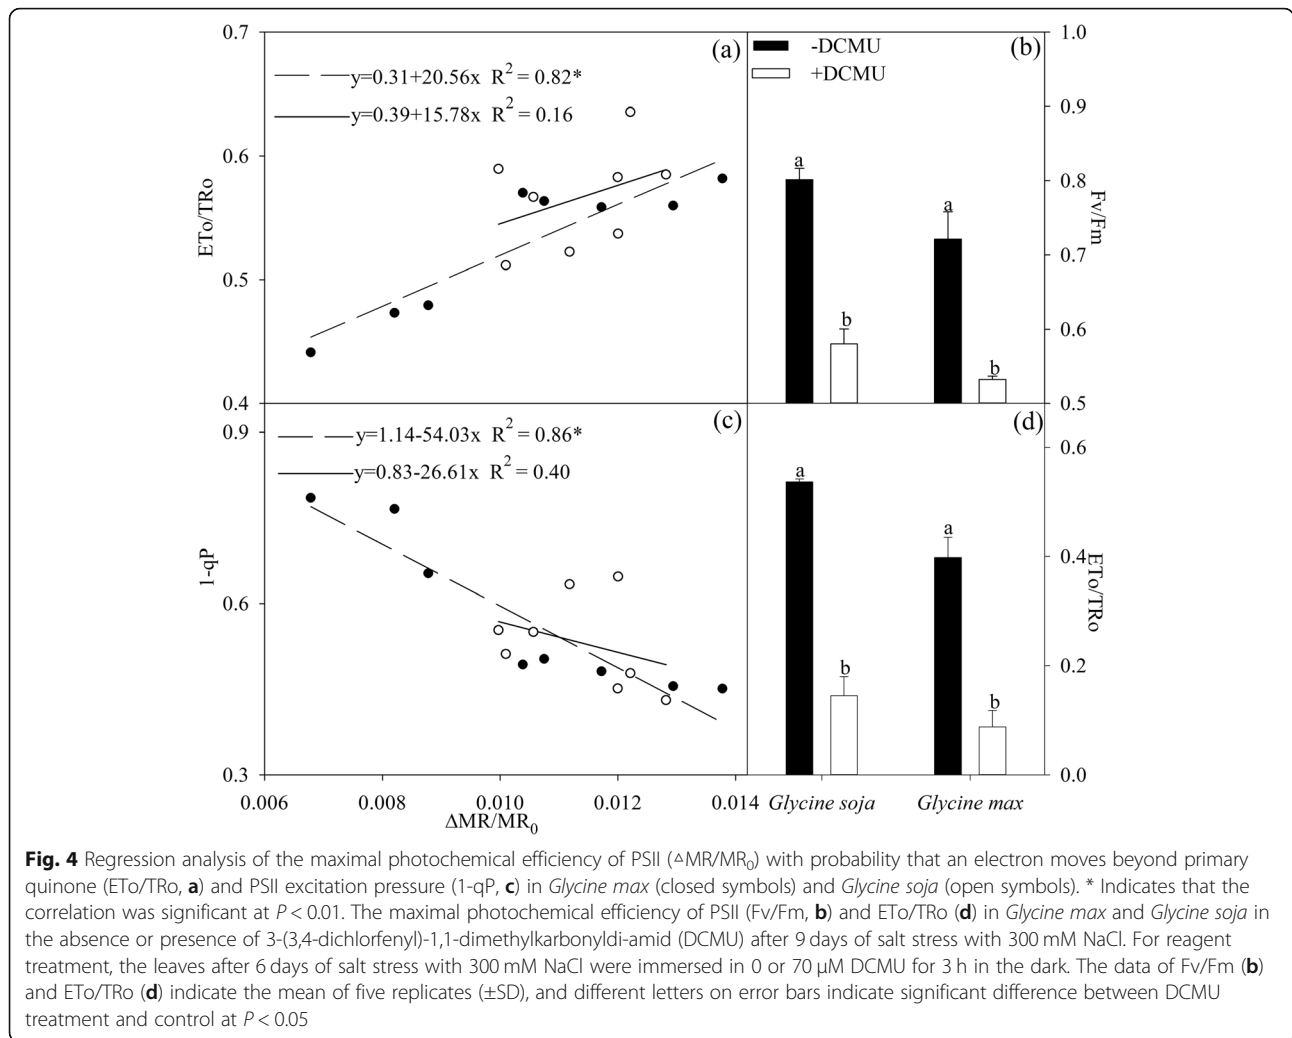 0.7
(a)
y=0.31+20.56x R² = 0.82*
y=0.39+15.78x R² = 0.16
0.6
ETo/TRo
0.5
0.4
(b)
-DCMU
+DCMU
1.0
0.9
0.8
0.7
0.6
0.5
Fv/Fm
a
b
a
b
(c)
0.9
y=1.14-54.03x R² = 0.86*
y=0.83-26.61x R² = 0.40
1-qP
0.6
0.3
0.006 0.008 0.010 0.012 0.014
ΔMR/MR₀
(d)
0.6
0.4
0.2
0.0
ETo/TRo
a
b
a
b
Glycine soja Glycine max
Fig. 4 Regression analysis of the maximal photochemical efficiency of PSII (△MR/MR₀) with probability that an electron moves beyond primary
quinone (ETo/TRo, a) and PSII excitation pressure (1-qP, c) in Glycine max (closed symbols) and Glycine soja (open symbols). * Indicates that the
correlation was significant at P < 0.01. The maximal photochemical efficiency of PSII (Fv/Fm, b) and ETo/TRo (d) in Glycine max and Glycine soja in
the absence or presence of 3-(3,4-dichlorfenyl)-1,1-dimethylkarbonyldi-amid (DCMU) after 9 days of salt stress with 300 mM NaCl. For reagent
treatment, the leaves after 6 days of salt stress with 300 mM NaCl were immersed in 0 or 70 μM DCMU for 3 h in the dark. The data of Fv/Fm (b)
and ETo/TRo (d) indicate the mean of five replicates (±SD), and different letters on error bars indicate significant difference between DCMU
treatment and control at P < 0.05